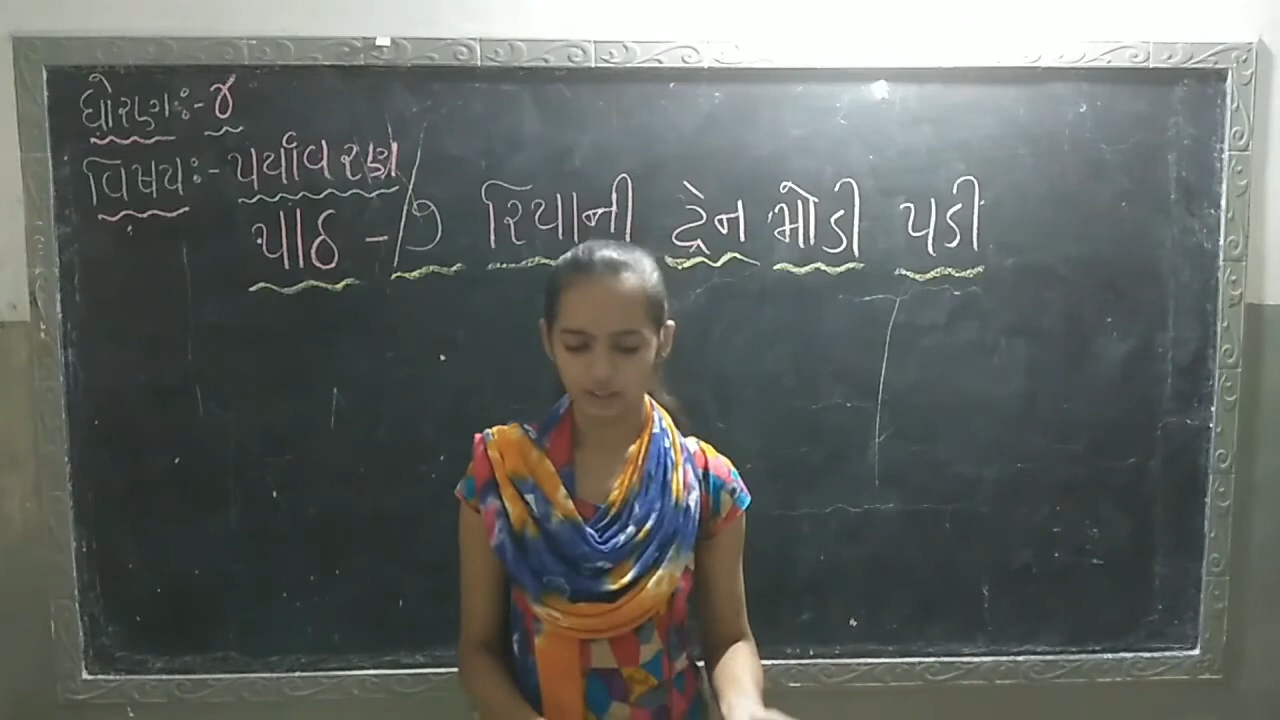 ધોરણઃ- ૪
વિષયઃ- પર્યાવરણ
પાઠ - ૭ રિયાની ટ્રેન મોડી પડી